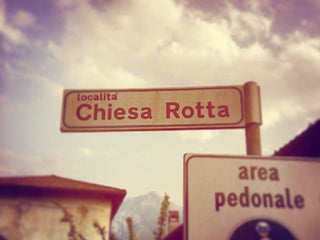 località
Chiesa Rotta
area
pedonale